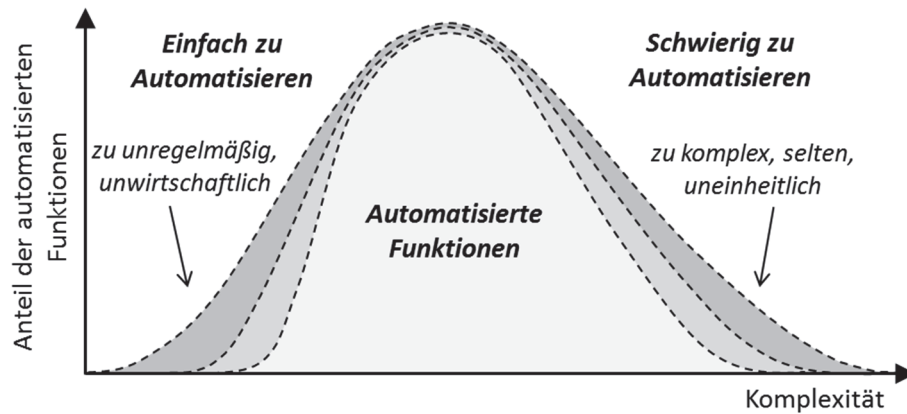 Anteil der automatisierten
Funktionen
Einfach zu
Automatisieren
zu unregelmäßig,
unwirtschaftlich
Automatisierte
Funktionen
Schwierig zu
Automatisieren
zu komplex, selten,
uneinheitlich
Komplexität